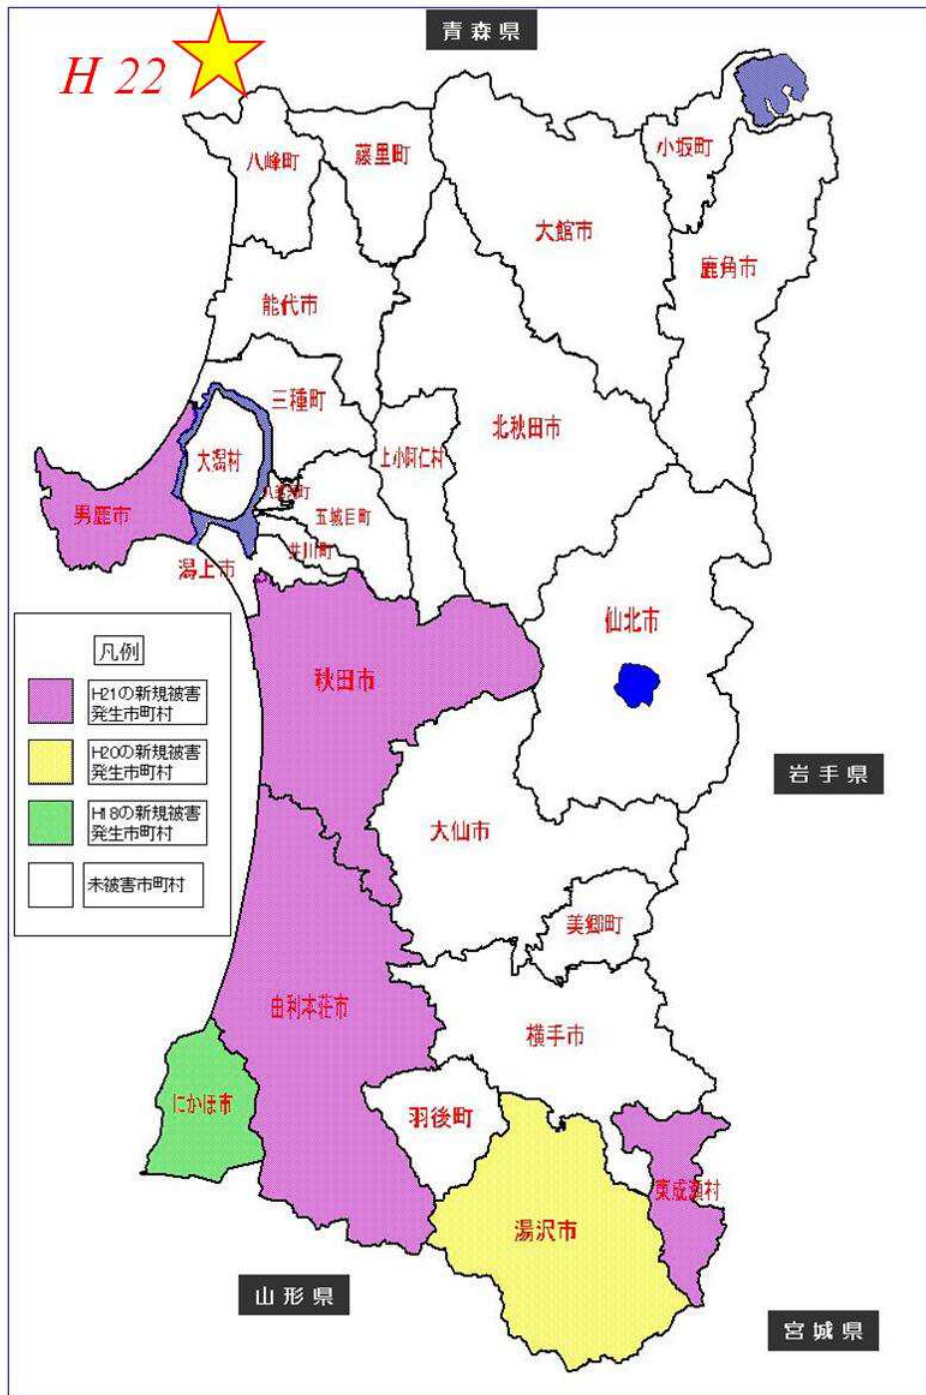 青森県
H 22
八峰町
藤里町
小坂町
大館市
鹿角市
能代市
三種町
北秋田市
大潟村
上小阿仁村
八郎潟町
男鹿市
五城目町
井川町
潟上市
仙北市
凡例
H21の新規被害
発生市町村
H20の新規被害
発生市町村
H18の新規被害
発生市町村
未被害市町村
秋田市
岩手県
大仙市
美郷町
由利本荘市
横手市
にかほ市
羽後町
東成瀬村
湯沢市
山形県
宮城県